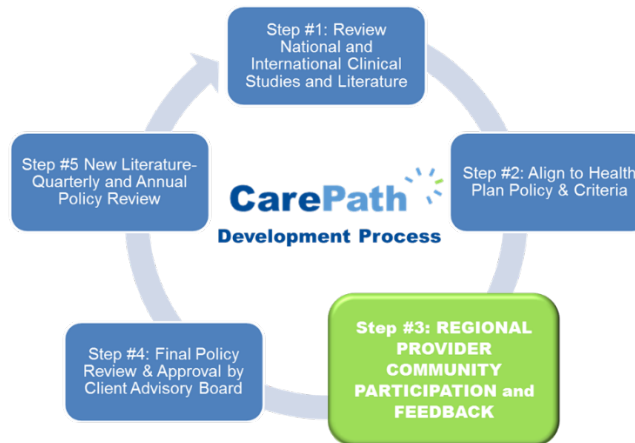 Step #1: Review
National and
International Clinical
Studies and Literature
Step #2: Align to Health
Plan Policy & Criteria
Step #3: REGIONAL
PROVIDER
COMMUNITY
PARTICIPATION and
FEEDBACK
Step #4: Final Policy
Review & Approval by
Client Advisory Board
Step #5 New Literature-
Quarterly and Annual
Policy Review
CarePath
Development Process